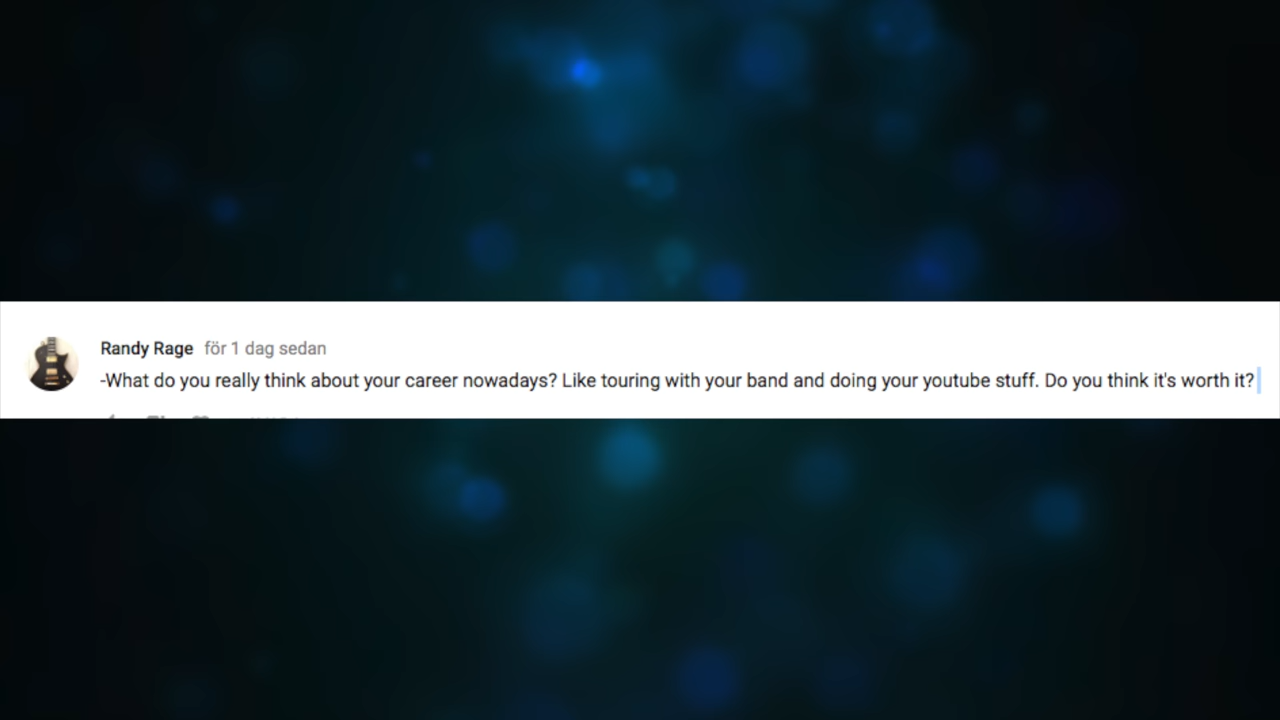 Randy Rage för 1 dag sedan
-What do you really think about your career nowadays? Like touring with your band and doing your youtube stuff. Do you think it's worth it?